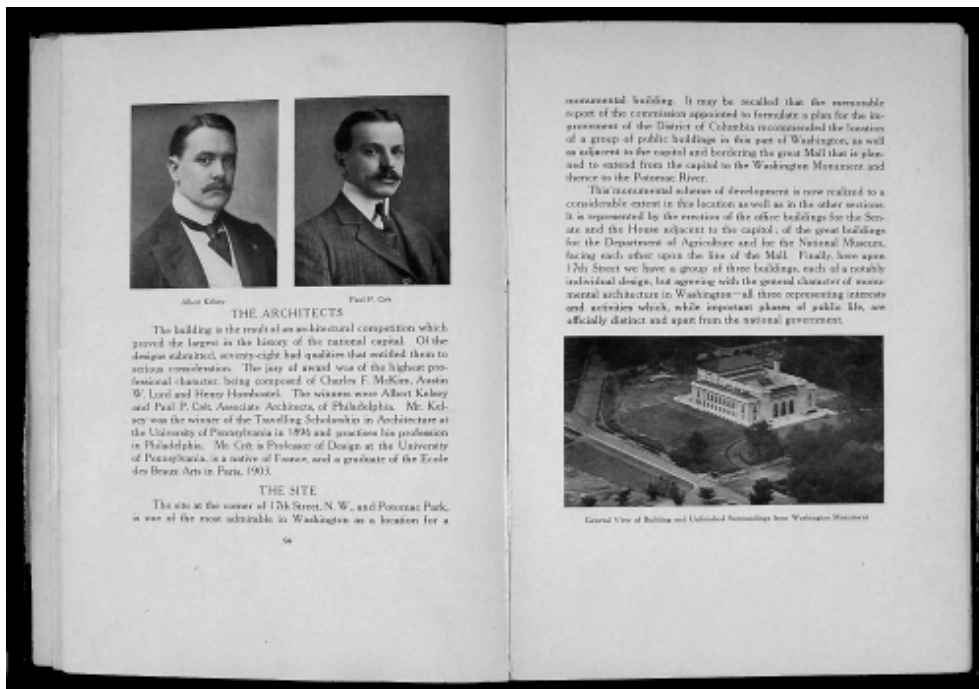 Albert Kelsey
Paul P. Crét
THE ARCHITECTS
The building is the result of an architectural competition which
proved the largest in the history of the national capital. Of the
designs submitted, seventy-eight had qualities that entitled them to
serious consideration. The jury of award was of the highest pro-
fessional character, being composed of Charles F. McKim, Austin
W. Lord and Henry Hornbostel. The winners were Albert Kelsey
and Paul P. Crét, Associate Architects, of Philadelphia. Mr. Kel-
sey was the winner of the Travelling Scholarship in Architecture at
the University of Pennsylvania in 1896 and practises his profession
in Philadelphia. Mr. Crét is Professor of Design at the University
of Pennsylvania, is a native of France, and a graduate of the Ecole
des Beaux Arts in Paris, 1903.
THE SITE
The site at the corner of 17th Street, N. W., and Potomac Park,
is one of the most admirable in Washington as a location for a
monumental building. It may be recalled that the memorable
report of the commission appointed to formulate a plan for the im-
provement of the District of Columbia recommended the location
of a group of public buildings in this part of Washington, as well
as adjacent to the capitol and bordering the great Mall that is plan-
ned to extend from the capitol to the Washington Monument and
thence to the Potomac River.
This monumental scheme of development is now realized to a
considerable extent in this location as well as in the other sections.
It is represented by the erection of the office buildings for the Sen-
ate and the House adjacent to the capitol; of the great buildings
for the Department of Agriculture and for the National Museum,
facing each other upon the line of the Mall. Finally, here upon
17th Street we have a group of three buildings, each of a notably
individual design, but agreeing with the general character of monu-
mental architecture in Washington—all three representing interests
and activities which, while important phases of public life, are
officially distinct and apart from the national government.
General View of Building and Unfinished Surroundings from Washington Monument